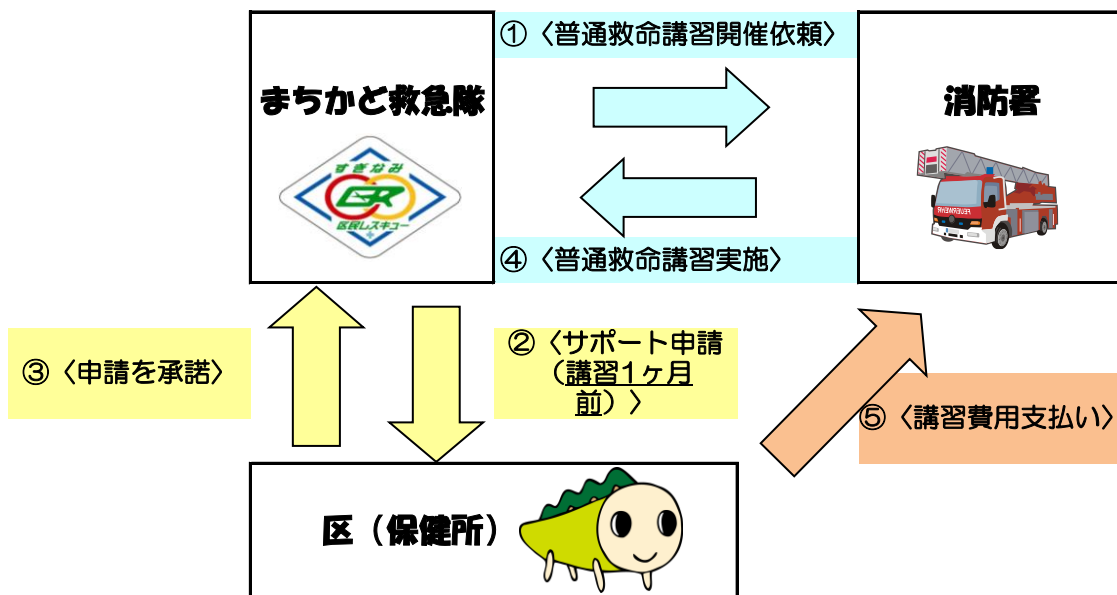 ①〈普通救命講習開催依頼〉
まちかど救急隊
消防署
すぎなみ
区民レスキュー
FEUERWEHR
④〈普通救命講習実施〉
③〈申請を承諾〉
②〈サポート申請
（講習1ヶ月
前）〉
⑤〈講習費用支払い〉
区（保健所）